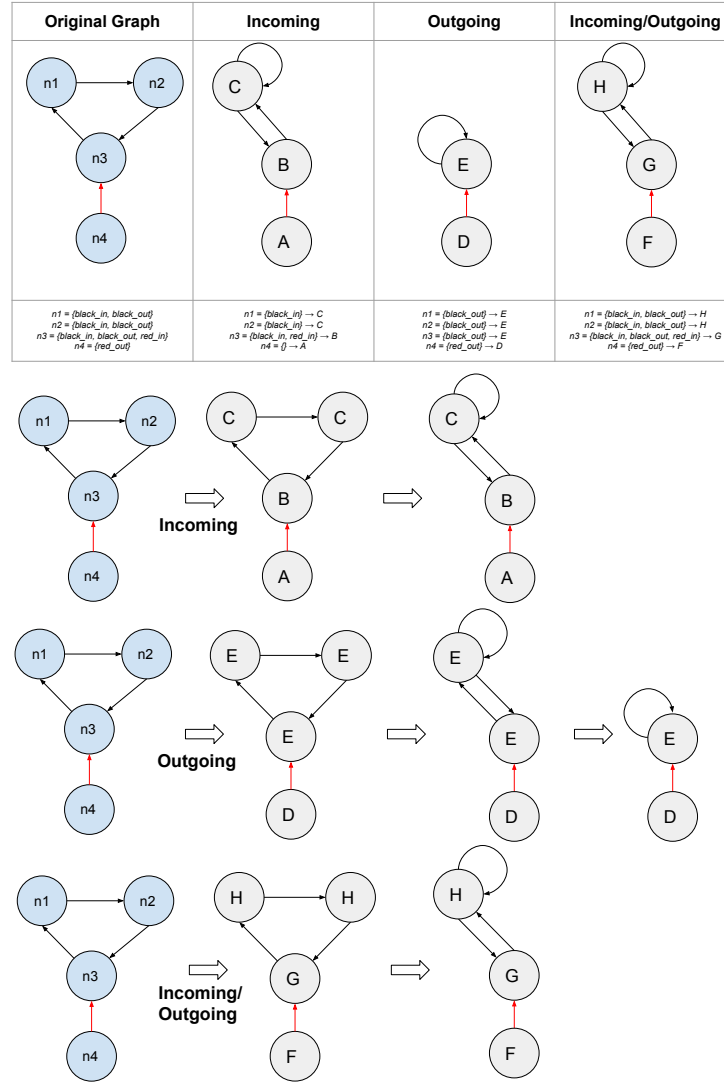 Original Graph
Incoming
Outgoing
Incoming/Outgoing
n1
n2
n3
n4
C
B
A
E
D
H
G
F
n1 = {black_in, black_out}
n2 = {black_in, black_out}
n3 = {black_in, black_out, red_in}
n4 = {red_out}
n1 = {black_in} → C
n2 = {black_in} → C
n3 = {black_in, red_in} → B
n4 = {} → A
n1 = {black_out} → E
n2 = {black_out} → E
n3 = {black_out} → E
n4 = {red_out} → D
n1 = {black_in, black_out} → H
n2 = {black_in, black_out} → H
n3 = {black_in, black_out, red_in} → G
n4 = {red_out} → F
n1
n2
n3
n4
Incoming
C
C
B
A
C
B
A
n1
n2
n3
n4
Outgoing
E
E
E
D
E
E
D
E
D
n1
n2
n3
n4
Incoming/
Outgoing
H
H
G
F
H
G
F